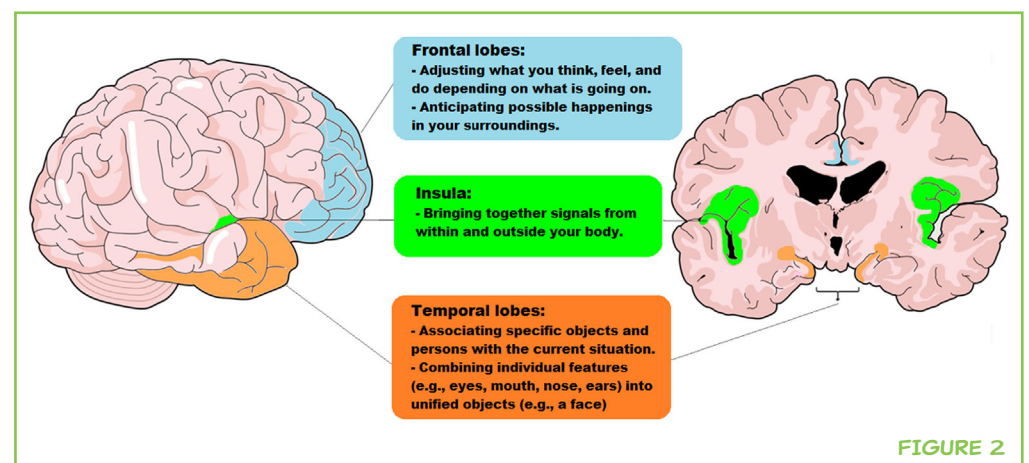 Frontal lobes:
- Adjusting what you think, feel, and
do depending on what is going on.
- Anticipating possible happenings
in your surroundings.
Insula:
- Bringing together signals from
within and outside your body.
Temporal lobes:
- Associating specific objects and
persons with the current situation.
- Combining individual features
(e.g., eyes, mouth, nose, ears) into
unified objects (e.g., a face)
FIGURE 2